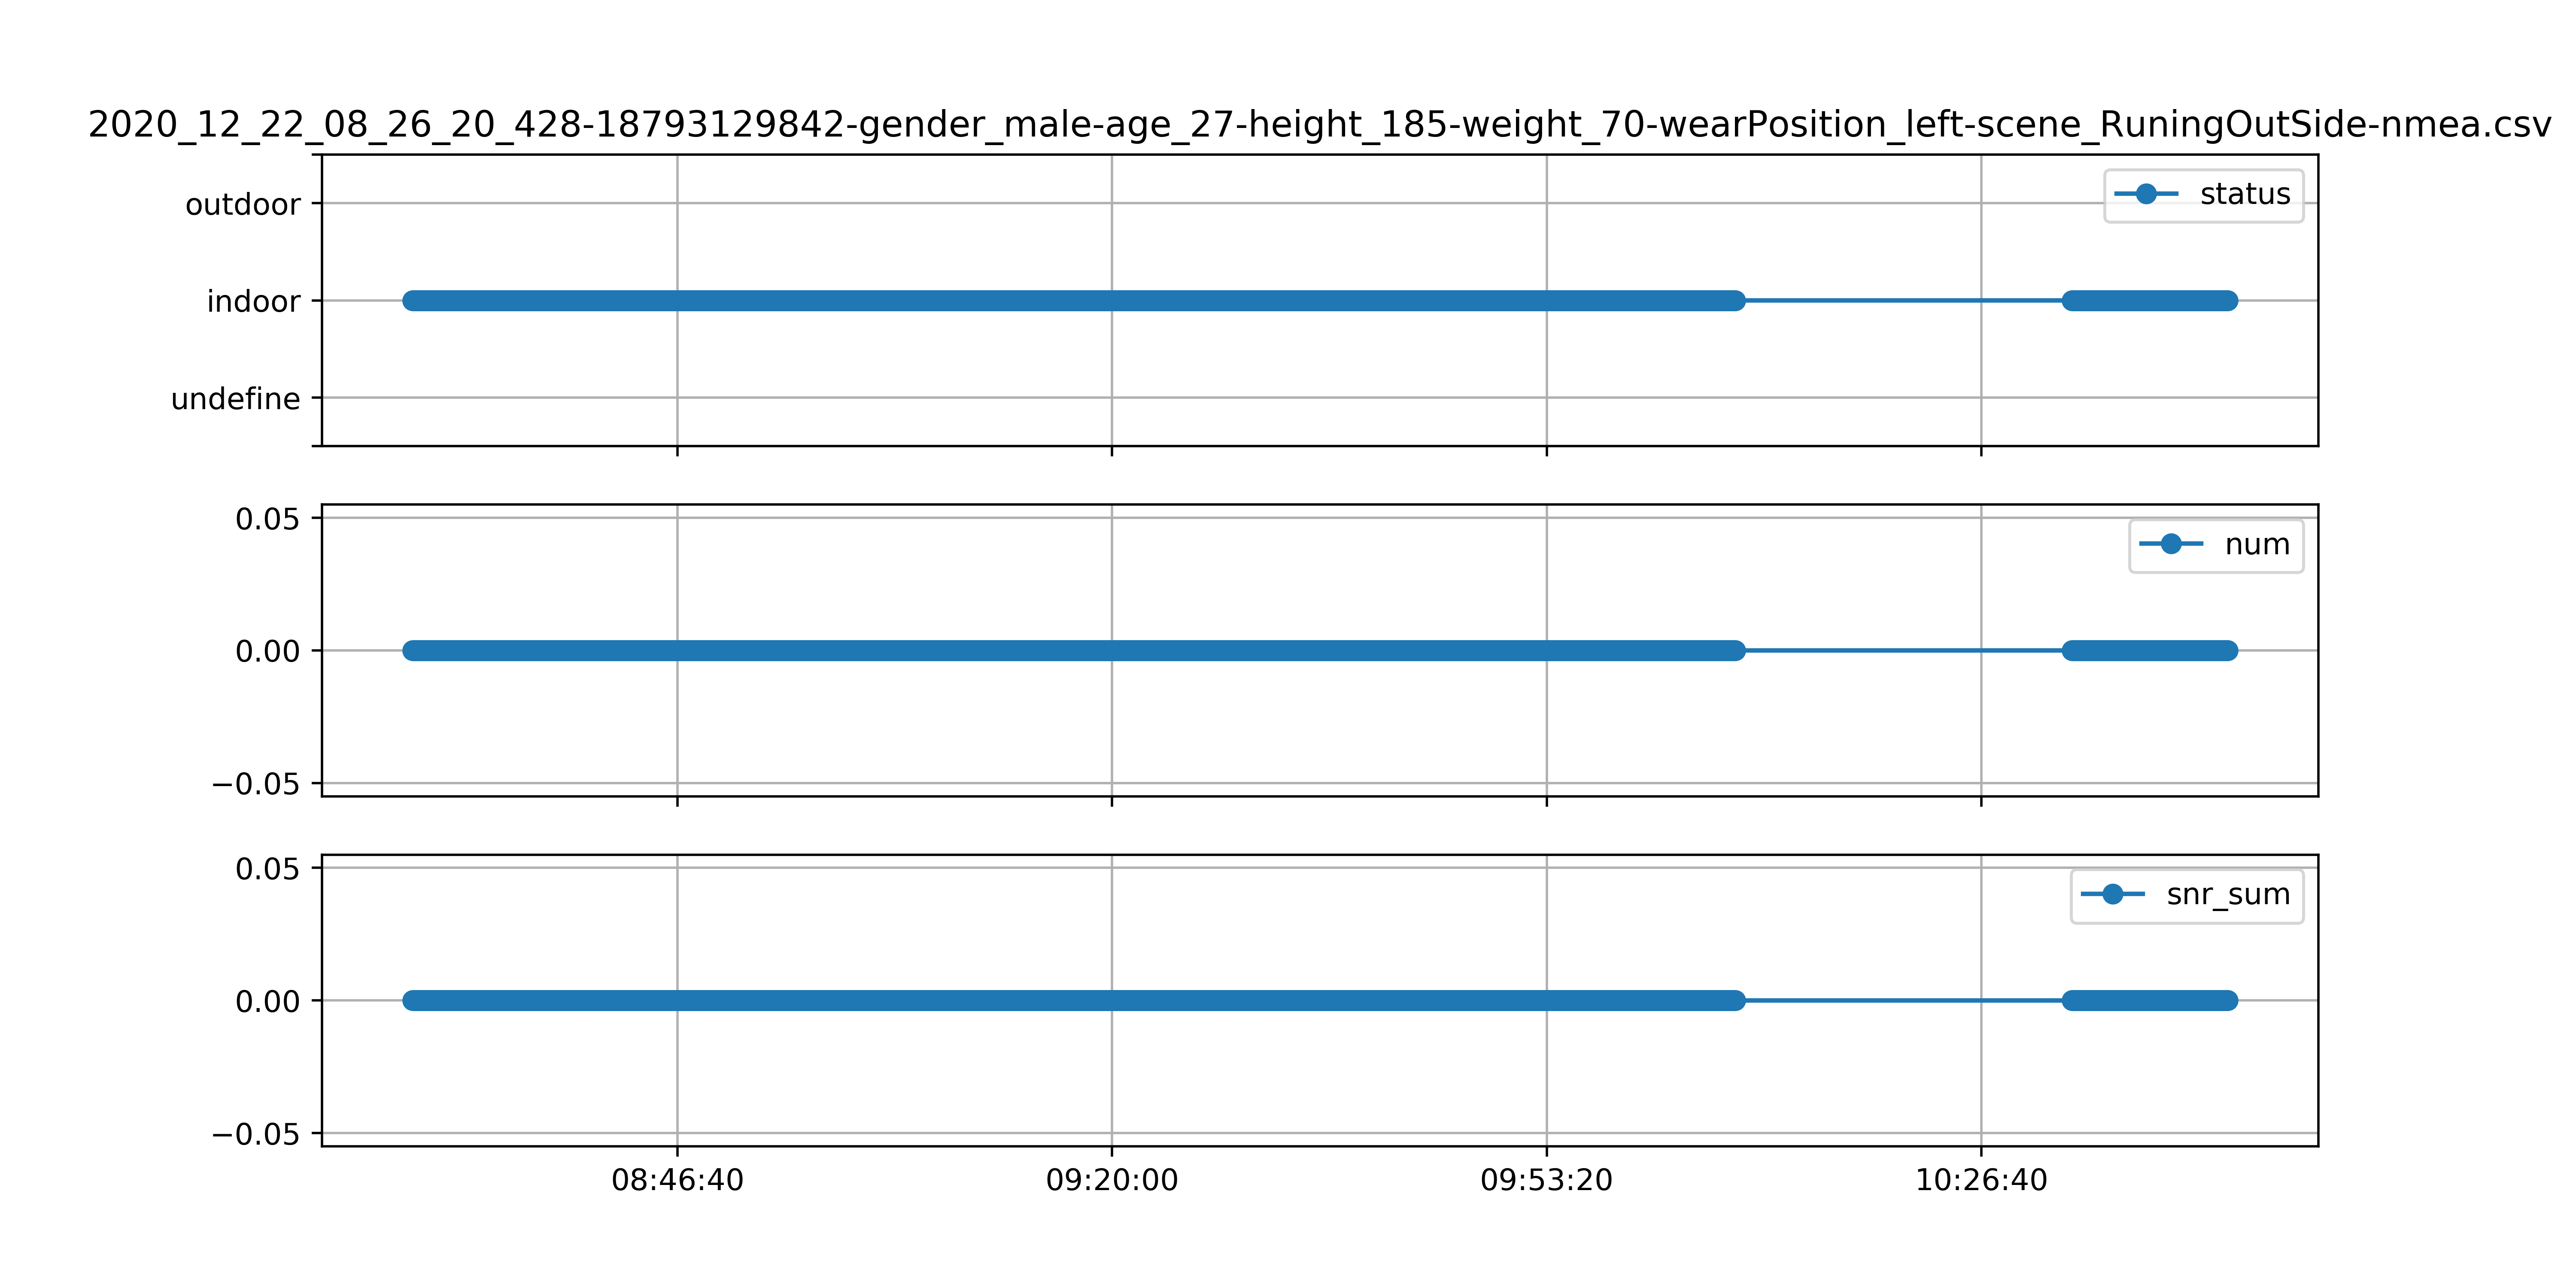 2020_12_22_08_26_20_428-18793129842-gender_male-age_27-height_185-weight_70-wearPosition_left-scene_RuningOutSide-nmea.csv
outdoor
indoor
undefine
status
0.05
0.00
−0.05
num
0.05
0.00
−0.05
snr_sum
08:46:40
09:20:00
09:53:20
10:26:40